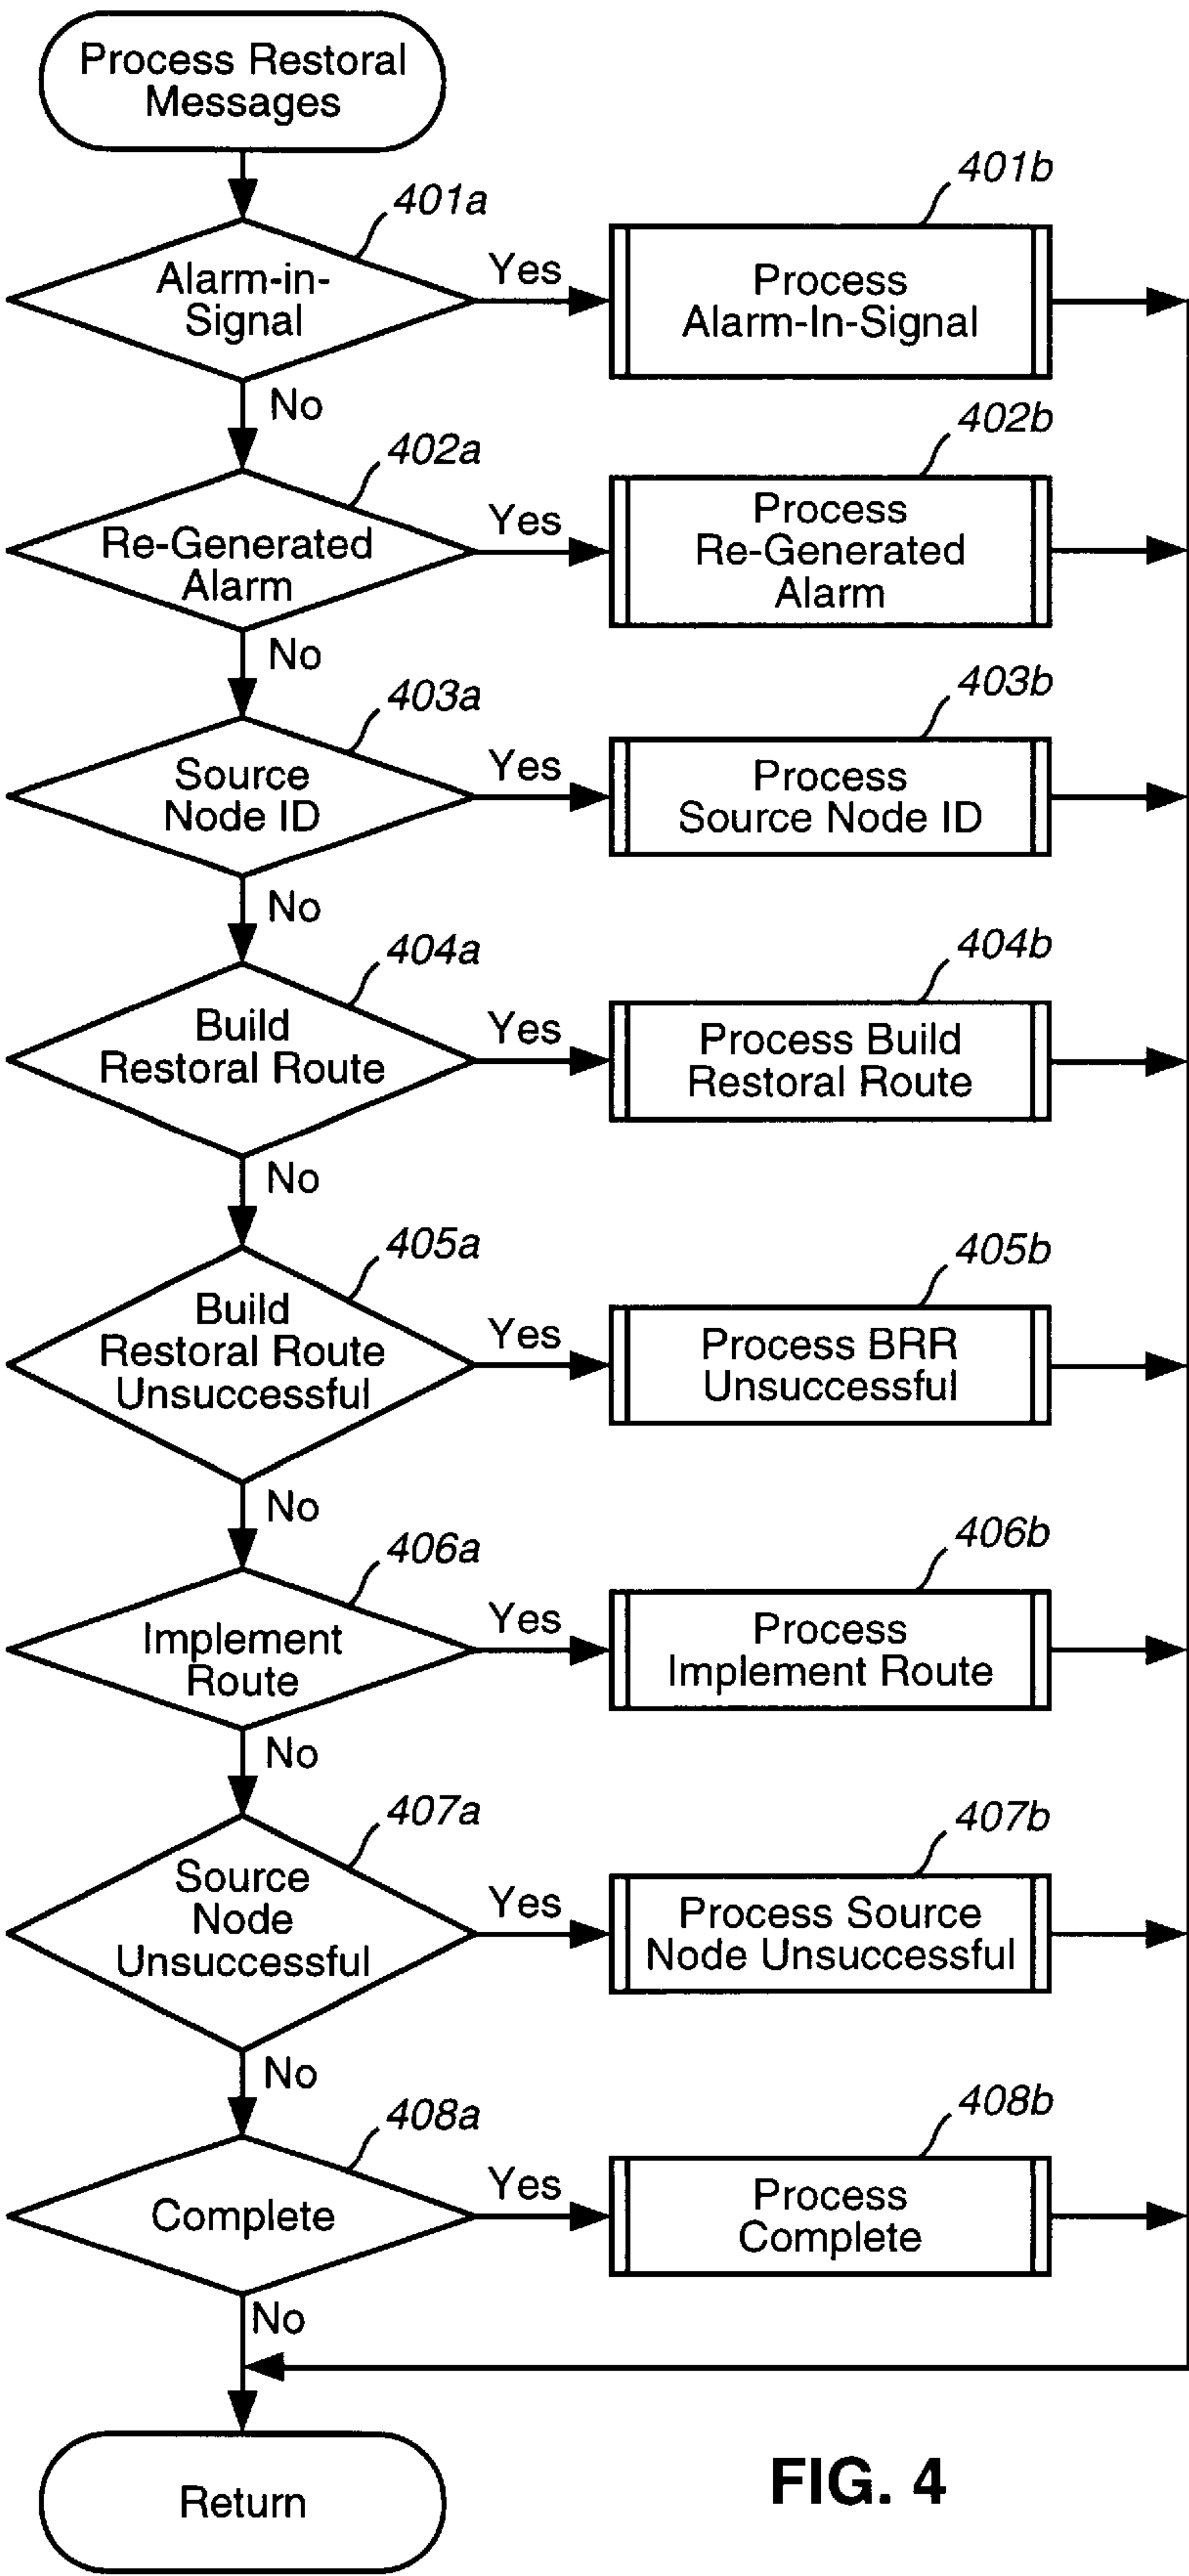 Process Restoral
Messages
401a
Alarm-in-
Signal
Yes
401b
Process
Alarm-In-Signal
No
402a
Re-Generated
Alarm
Yes
402b
Process
Re-Generated
Alarm
No
403a
Source
Node ID
Yes
403b
Process
Source Node ID
No
404a
Build
Restoral Route
Yes
404b
Process Build
Restoral Route
No
405a
Build
Restoral Route
Unsuccessful
Yes
405b
Process BRR
Unsuccessful
No
406a
Implement
Route
Yes
406b
Process
Implement Route
No
407a
Source
Node
Unsuccessful
Yes
407b
Process Source
Node Unsuccessful
No
408a
Complete
Yes
408b
Process
Complete
No
Return
FIG. 4